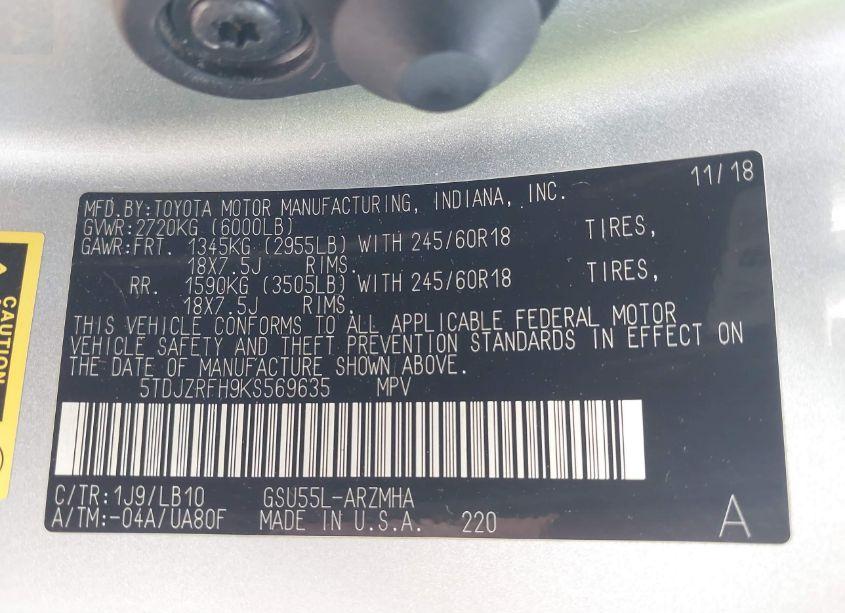 11/18
MFD.BY:TOYOTA MOTOR MANUFACTURING, INDIANA, INC.
GVWR:2720KG (6000LB)
GAWR:FRT. 1345KG (2955LB) WITH 245/60R18 TIRES,
18X7.5J RIMS.
RR. 1590KG (3505LB) WITH 245/60R18 TIRES,
18X7.5J RIMS.
THIS VEHICLE CONFORMS TO ALL APPLICABLE FEDERAL MOTOR
VEHICLE SAFETY AND THEFT PREVENTION STANDARDS IN EFFECT ON
THE DATE OF MANUFACTURE SHOWN ABOVE.
5TDJZRFH9KS569635 MPV
C/TR:1J9/LB10 GSU55L-ARZMHA
A/TM:-04A/UA80F MADE IN U.S.A. 220 A
CAUTION